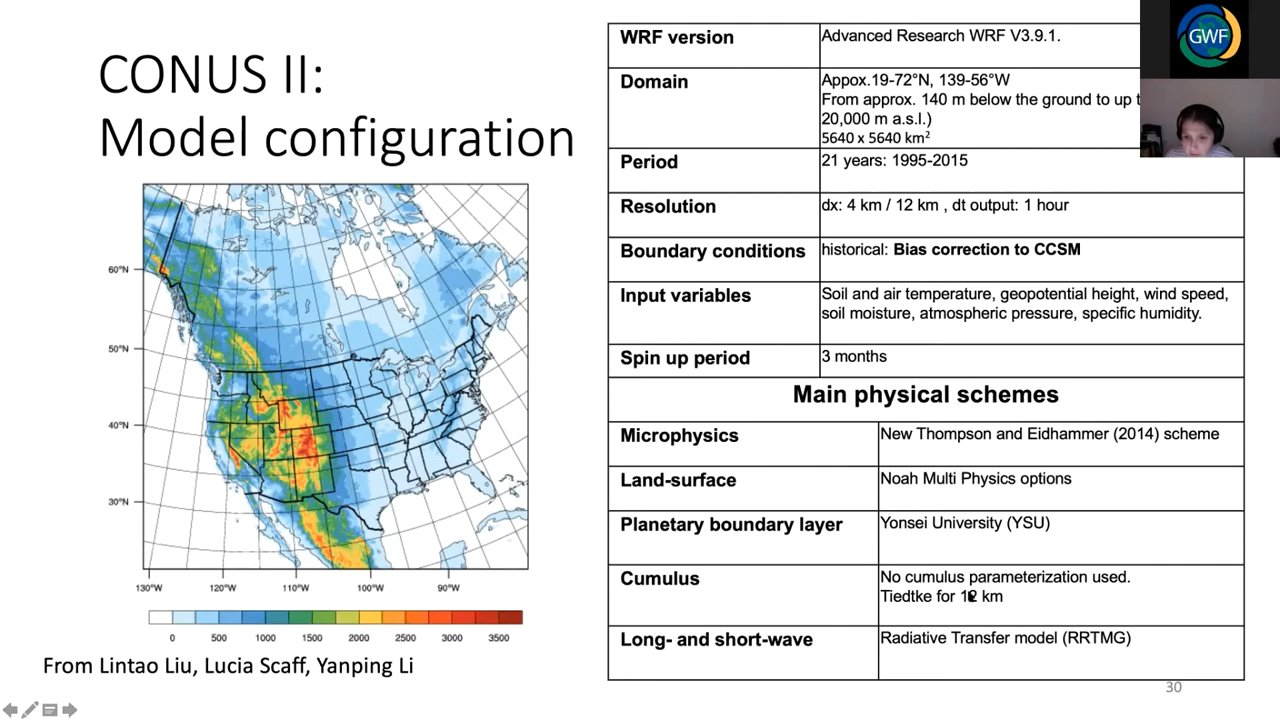 CONUS II:
Model configuration
60°N
50°N
40°N
30°N
130°W 120°W 110°W 100°W 90°W
0 500 1000 1500 2000 2500 3000 3500
From Lintao Liu, Lucia Scaff, Yanping Li
WRF version Advanced Research WRF V3.9.1.
Domain Appox.19-72°N, 139-56°W
From approx. 140 m below the ground to up
20,000 m a.s.l.)
5640 x 5640 km²
Period 21 years: 1995-2015
Resolution dx: 4 km / 12 km , dt output: 1 hour
Boundary conditions historical: Bias correction to CCSM
Input variables Soil and air temperature, geopotential height, wind speed,
soil moisture, atmospheric pressure, specific humidity.
Spin up period 3 months
Main physical schemes
Microphysics New Thompson and Eidhammer (2014) scheme
Land-surface Noah Multi Physics options
Planetary boundary layer Yonsei University (YSU)
Cumulus No cumulus parameterization used.
Tiedtke for 12 km
Long- and short-wave Radiative Transfer model (RRTMG)
30
GWF